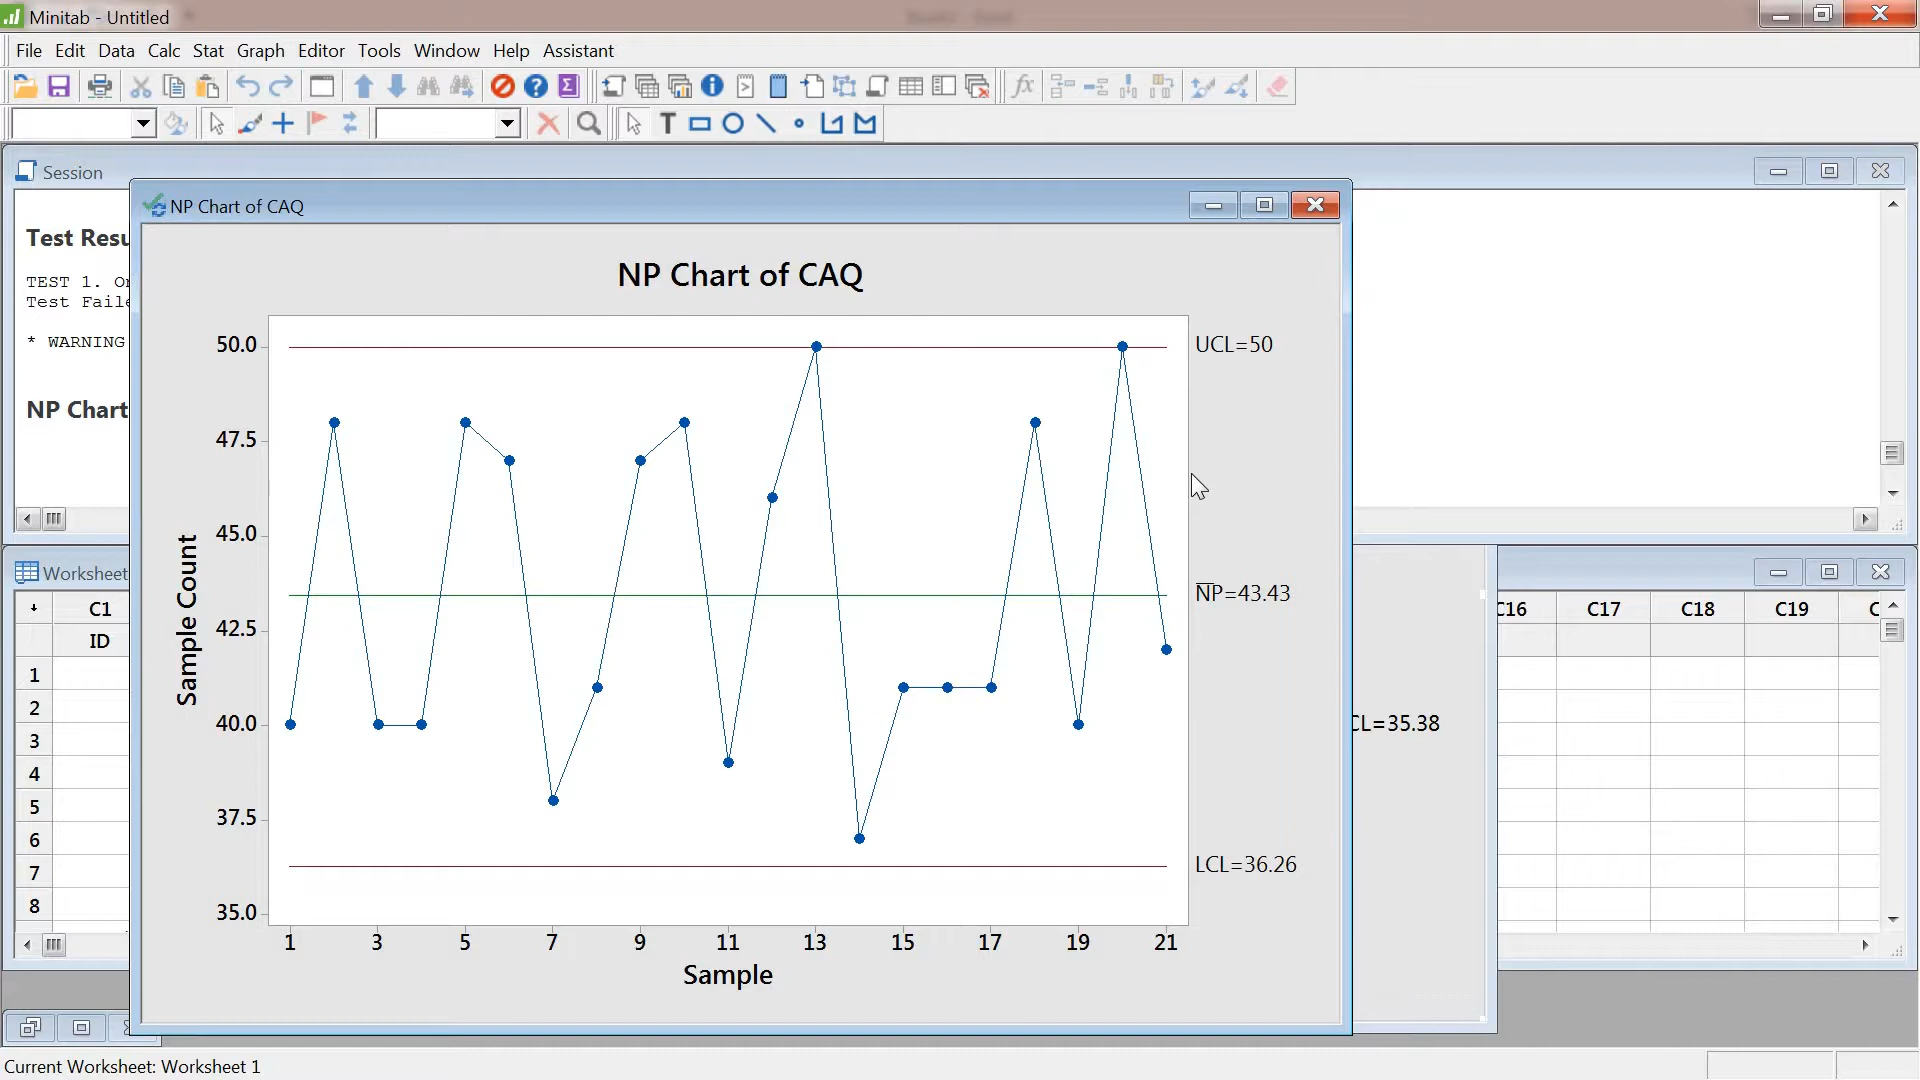 Minitab - Untitled
File Edit Data Calc Stat Graph Editor Tools Window Help Assistant
Session
Test Resu
TEST 1. On
Test Faile
* WARNING
NP Chart
NP Chart of CAQ
NP Chart of CAQ
Sample Count
50.0
47.5
45.0
42.5
40.0
37.5
35.0
UCL=50
NP=43.43
LCL=36.26
1 3 5 7 9 11 13 15 17 19 21
Sample
CL=35.38
Worksheet
C1 C16 C17 C18 C19 C
ID
1
2
3
4
5
6
7
8
Current Worksheet: Worksheet 1